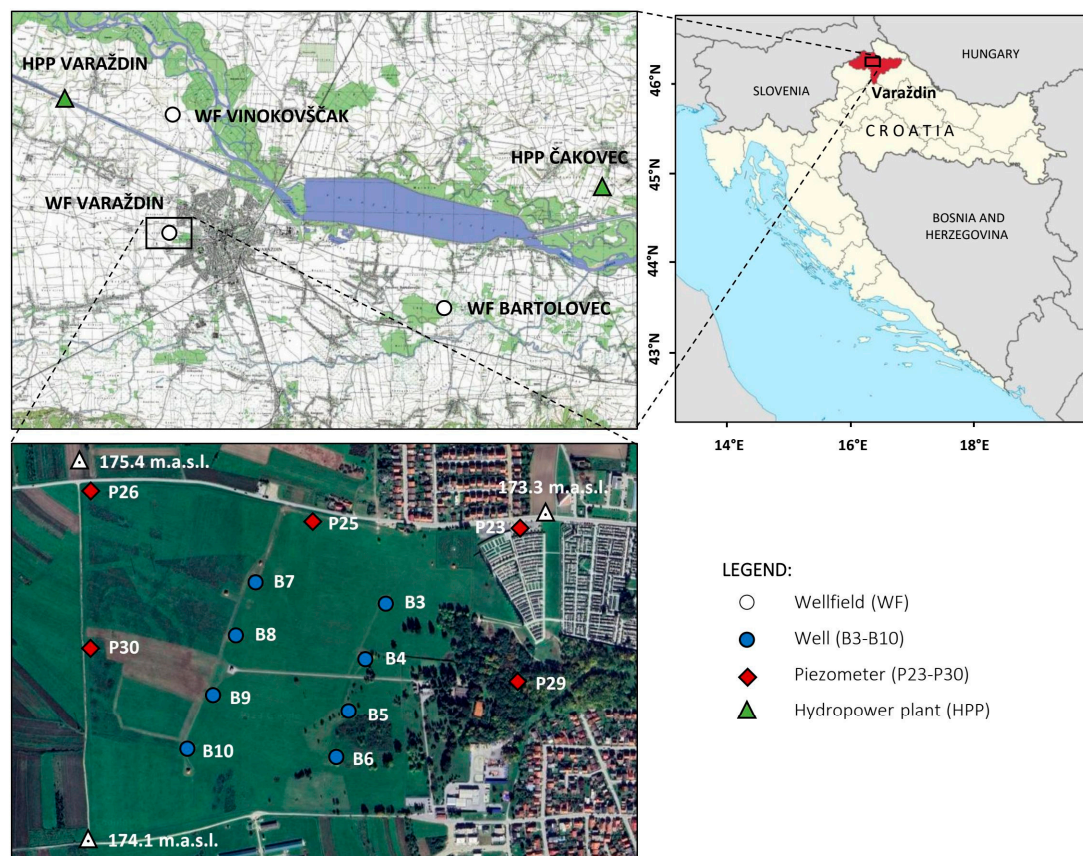 HPP VARAŽDIN
WF VINOKOVŠČAK
HPP ČAKOVEC
WF VARAŽDIN
WF BARTOLOVEC
HUNGARY
SLOVENIA
Varaždin
CROATIA
BOSNIA AND
HERZEGOVINA
46°N
45°N
44°N
43°N
14°E
16°E
18°E
175.4 m.a.s.l.
P26
173.3 m.a.s.l.
P25
P23
B7
B3
B8
P30
B4
P29
B9
B5
B10
B6
174.1 m.a.s.l.
LEGEND:
Wellfield (WF)
Well (B3-B10)
Piezometer (P23-P30)
Hydropower plant (HPP)